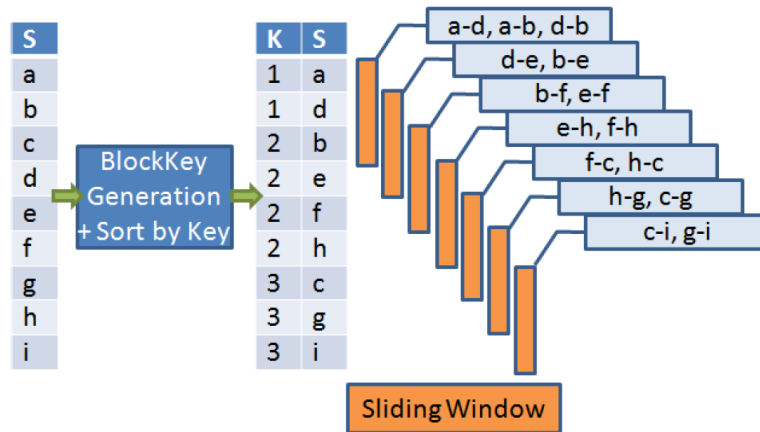 S
a
b
c
d
e
f
g
h
i
BlockKey
Generation
+ Sort by Key
K S
1 a
1 d
2 b
2 e
2 f
2 h
3 c
3 g
3 i
a-d, a-b, d-b
d-e, b-e
b-f, e-f
e-h, f-h
f-c, h-c
h-g, c-g
c-i, g-i
Sliding Window